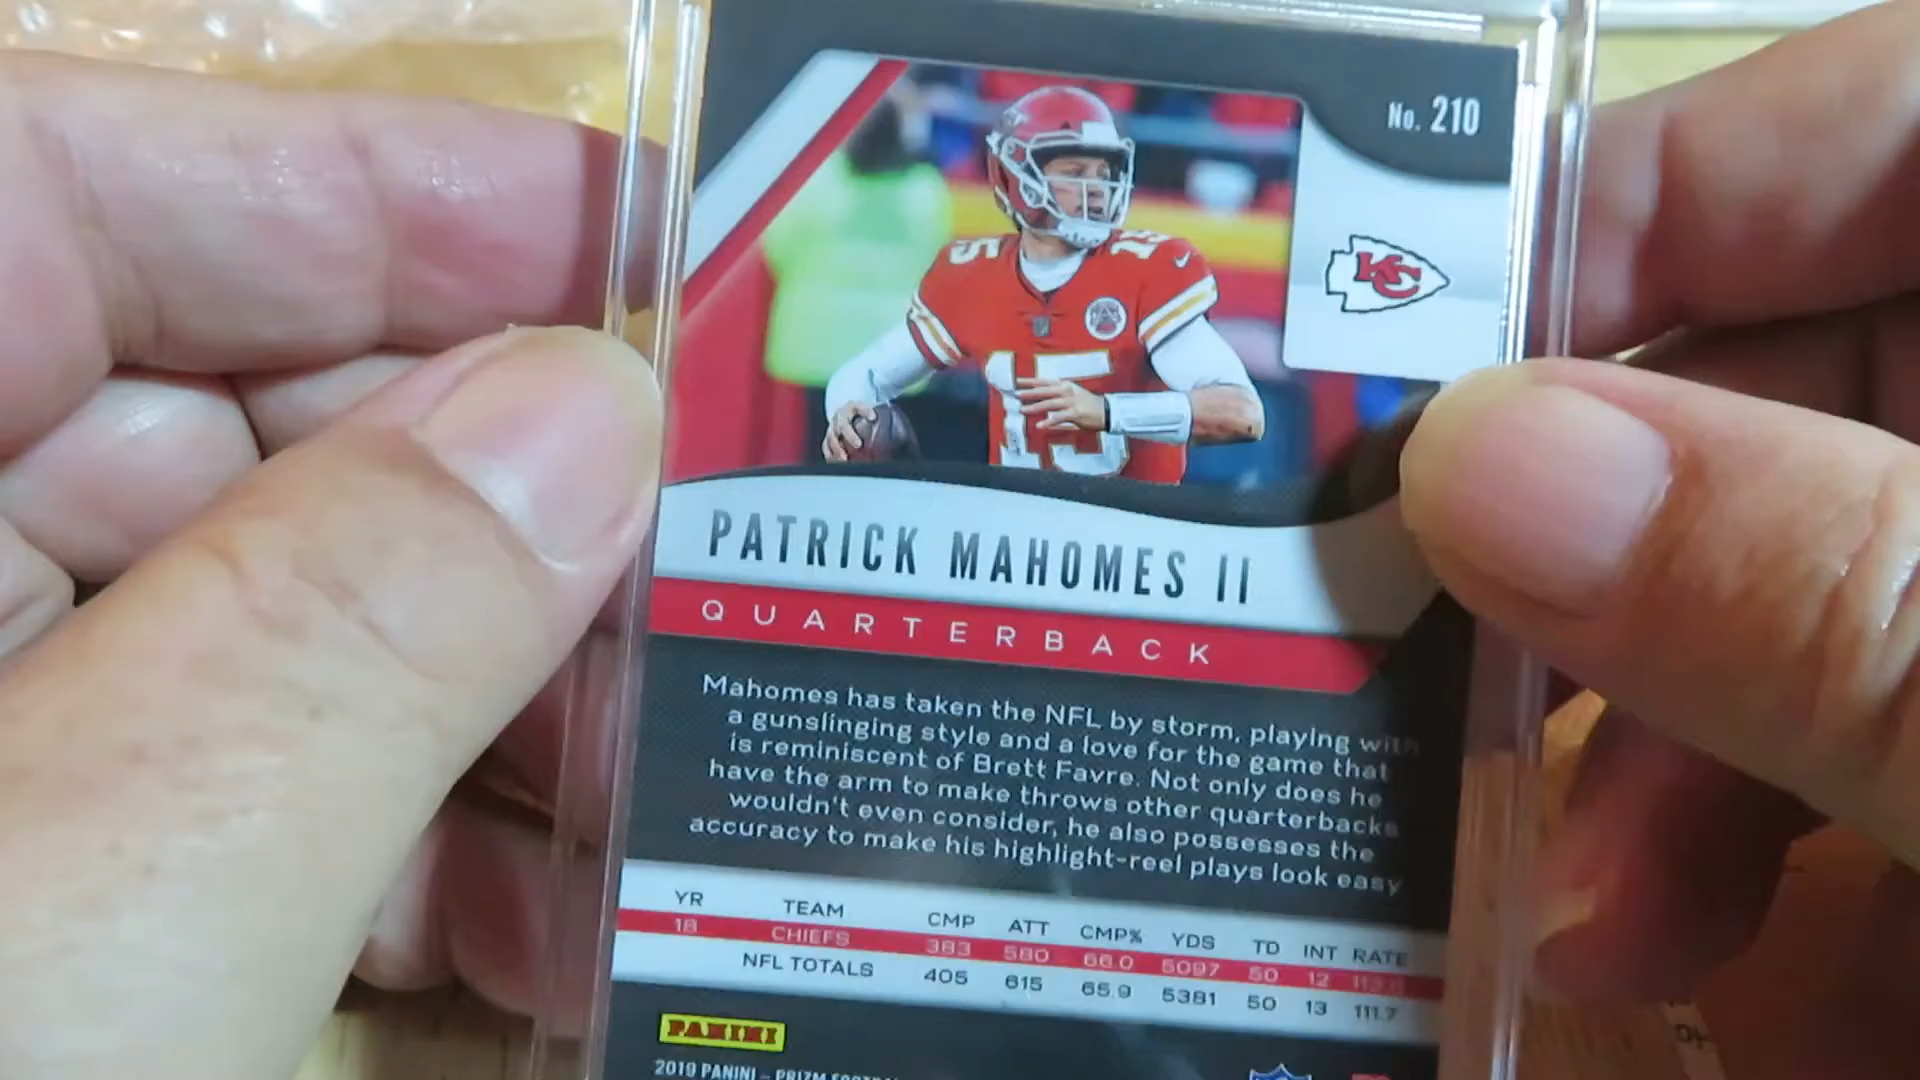 No. 210
KC
15
15
15
PATRICK MAHOMES II
QUARTERBACK
Mahomes has taken the NFL by storm, playing with
a gunslinging style and a love for the game that
is reminiscent of Brett Favre. Not only does he
have the arm to make throws other quarterbacks
wouldn't even consider, he also possesses the
accuracy to make his highlight-reel plays look easy
YR TEAM CMP ATT CMP% YDS TD INT RATE
18 CHIEFS 383 580 66.0 5097 50 12
NFL TOTALS 405 615 65.9 5381 50 13 111.7
PANINI
2019 PANINI – PRIZM